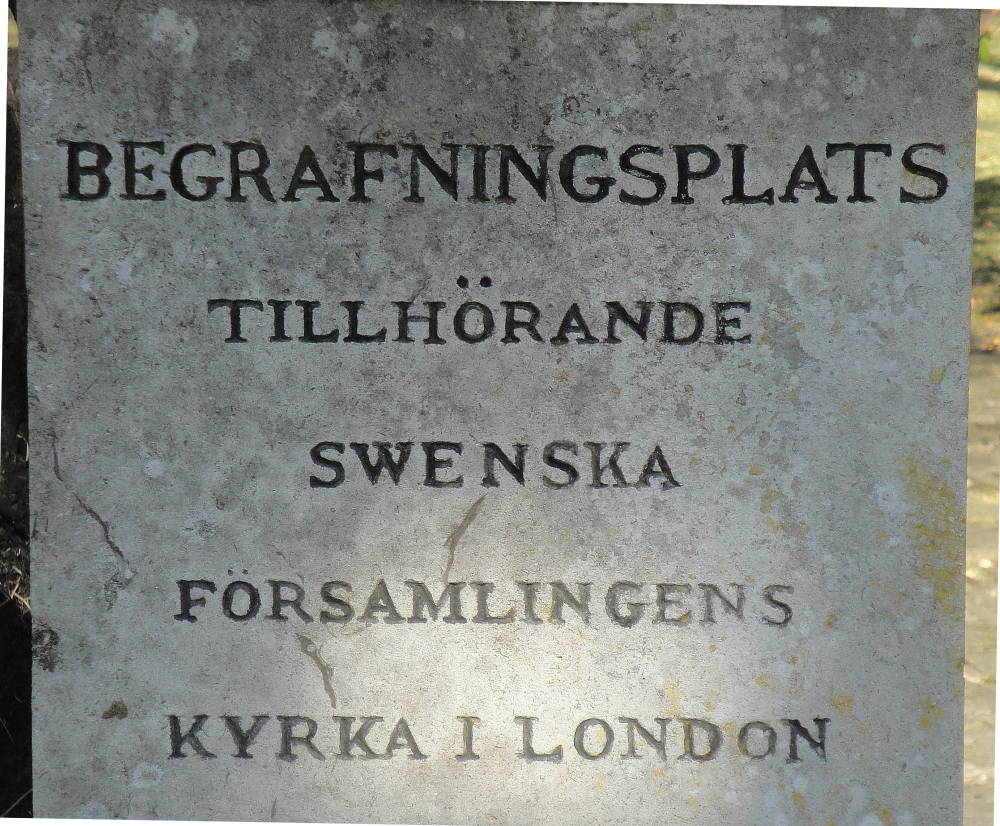 BEGRAFNINGSPLATS
TILLHÖRANDE
SWENSKA
FÖRSAMLINGENS
KYRKA I LONDON